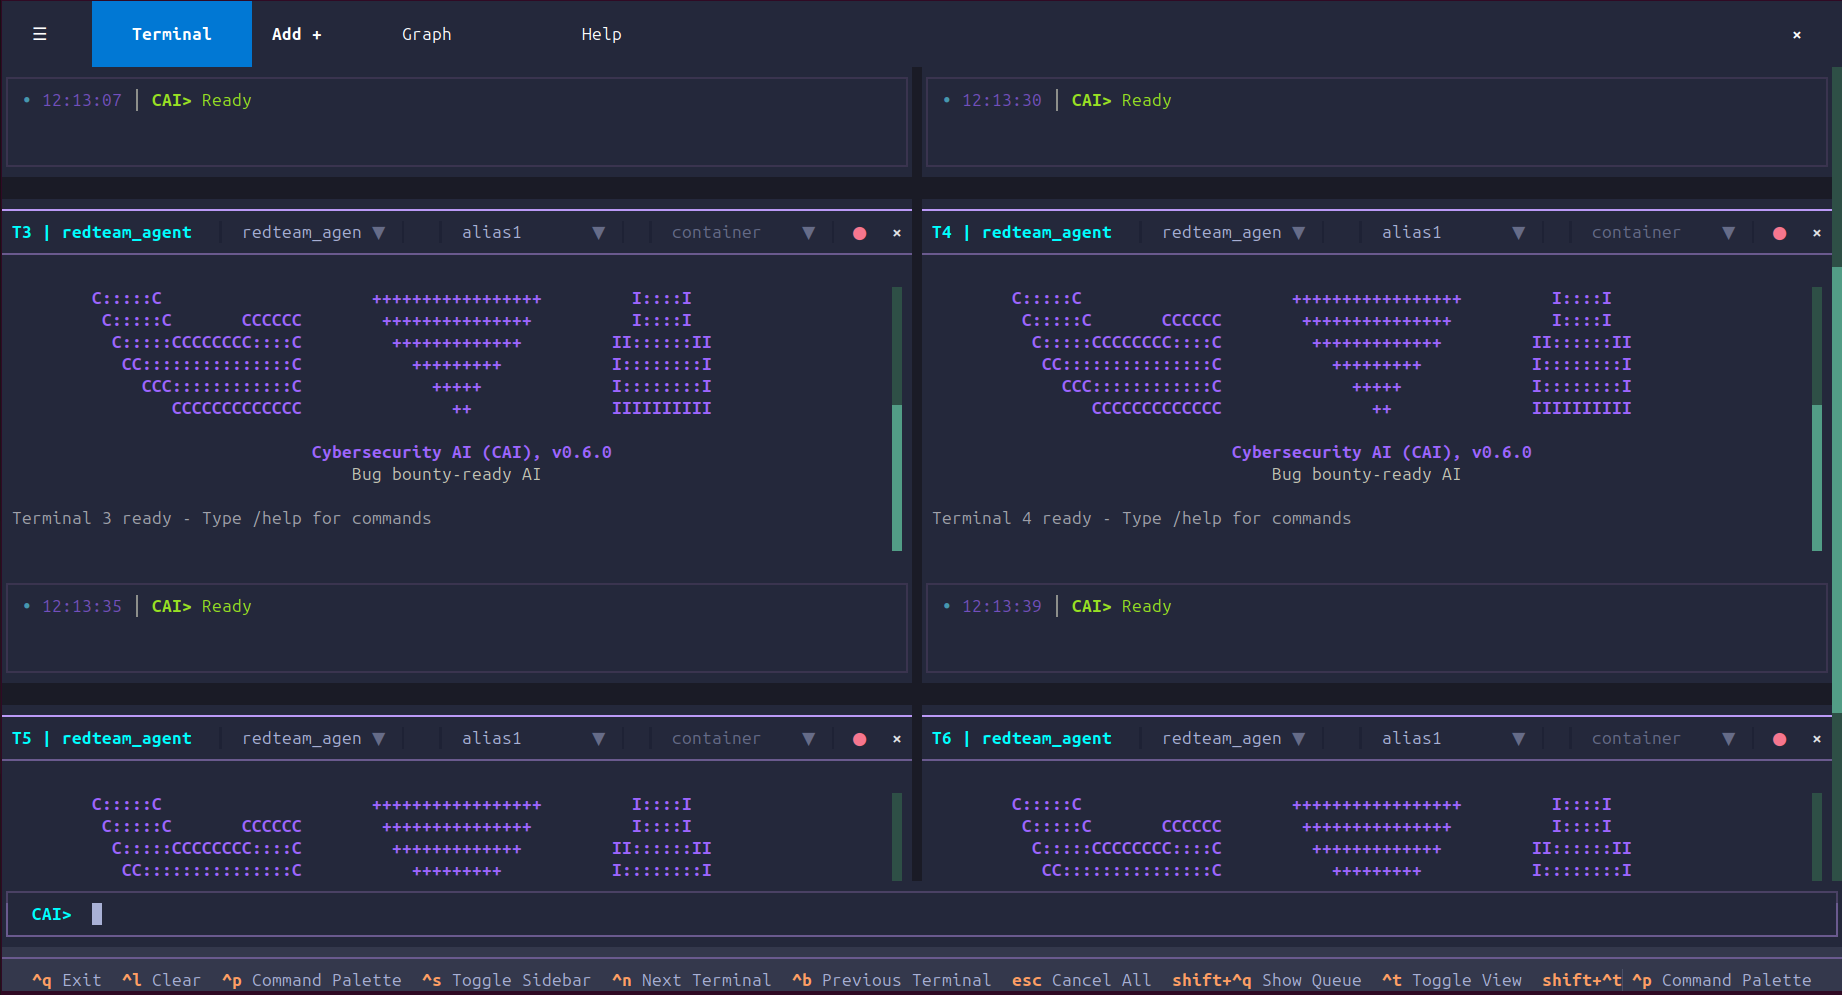 ☰ Terminal Add + Graph Help ×
• 12:13:07 │ CAI> Ready
• 12:13:30 │ CAI> Ready
T3 | redteam_agent redteam_agen ▼ alias1 ▼ container ▼ ● ×
C:::::C +++++++++++++++++ I::::I
C:::::C CCCCCC +++++++++++++++ I::::I
C:::::CCCCCCCC::::C +++++++++++++ II::::::II
CC:::::::::::::::C +++++++++ I::::::::I
CCC::::::::::::C +++++ I::::::::I
CCCCCCCCCCCCC ++ IIIIIIIIII
Cybersecurity AI (CAI), v0.6.0
Bug bounty-ready AI
Terminal 3 ready - Type /help for commands
• 12:13:35 │ CAI> Ready
T4 | redteam_agent redteam_agen ▼ alias1 ▼ container ▼ ● ×
C:::::C +++++++++++++++++ I::::I
C:::::C CCCCCC +++++++++++++++ I::::I
C:::::CCCCCCCC::::C +++++++++++++ II::::::II
CC:::::::::::::::C +++++++++ I::::::::I
CCC::::::::::::C +++++ I::::::::I
CCCCCCCCCCCCC ++ IIIIIIIIII
Cybersecurity AI (CAI), v0.6.0
Bug bounty-ready AI
Terminal 4 ready - Type /help for commands
• 12:13:39 │ CAI> Ready
T5 | redteam_agent redteam_agen ▼ alias1 ▼ container ▼ ● ×
C:::::C +++++++++++++++++ I::::I
C:::::C CCCCCC +++++++++++++++ I::::I
C:::::CCCCCCCC::::C +++++++++++++ II::::::II
CC:::::::::::::::C +++++++++ I::::::::I
T6 | redteam_agent redteam_agen ▼ alias1 ▼ container ▼ ● ×
C:::::C +++++++++++++++++ I::::I
C:::::C CCCCCC +++++++++++++++ I::::I
C:::::CCCCCCCC::::C +++++++++++++ II::::::II
CC:::::::::::::::C +++++++++ I::::::::I
CAI>
^q Exit ^l Clear ^p Command Palette ^s Toggle Sidebar ^n Next Terminal ^b Previous Terminal esc Cancel All shift+^q Show Queue ^t Toggle View shift+^t ^p Command Palette